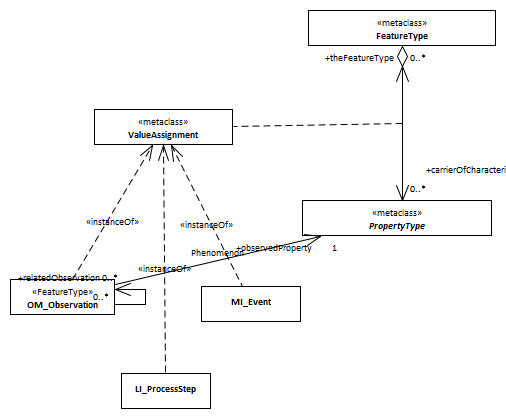 «metaclass»
FeatureType
+theFeatureType
0..*
«metaclass»
ValueAssignment
+carrierOfCharacteri
0..*
«metaclass»
PropertyType
«instanceOf»
«instanceOf»
+observedProperty
1
Phenomenon
«instanceOf»
+relatedObservation 0..*
«FeatureType»
OM_Observation
0..*
MI_Event
LI_ProcessStep